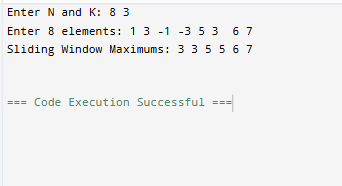 Enter N and K: 8 3
Enter 8 elements: 1 3 -1 -3 5 3  6 7
Sliding Window Maximums: 3 3 5 5 6 7
=== Code Execution Successful ===